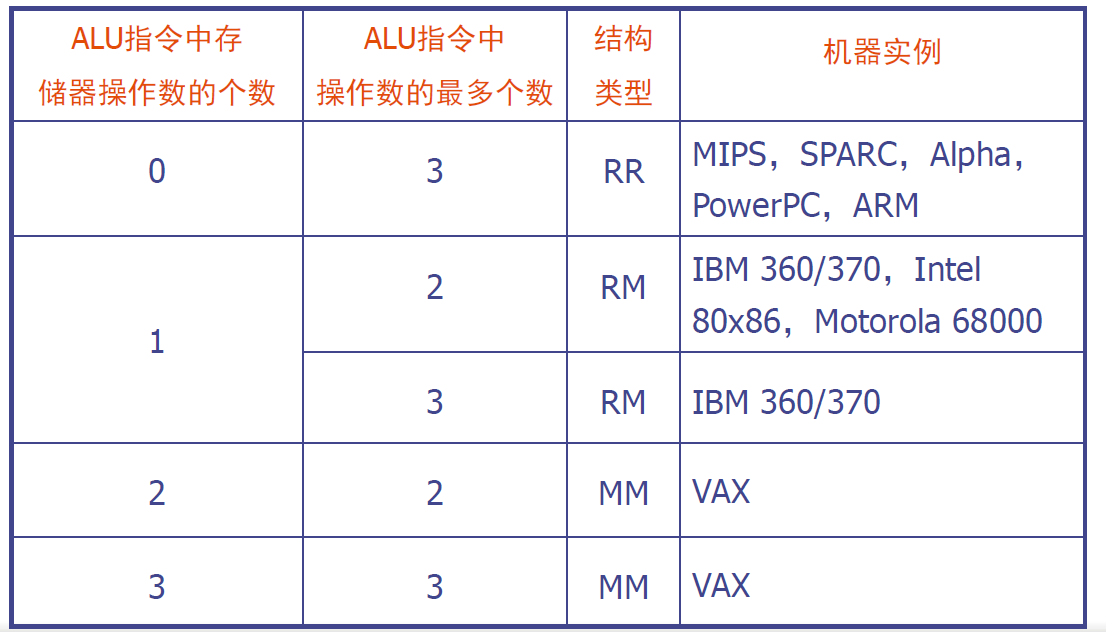 ALU指令中存
储器操作数的个数
ALU指令中
操作数的最多个数
结构
类型
机器实例
0
3
RR
MIPS，SPARC，Alpha，
PowerPC，ARM
1
2
RM
IBM 360/370，Intel
80x86，Motorola 68000
3
RM
IBM 360/370
2
2
MM
VAX
3
3
MM
VAX